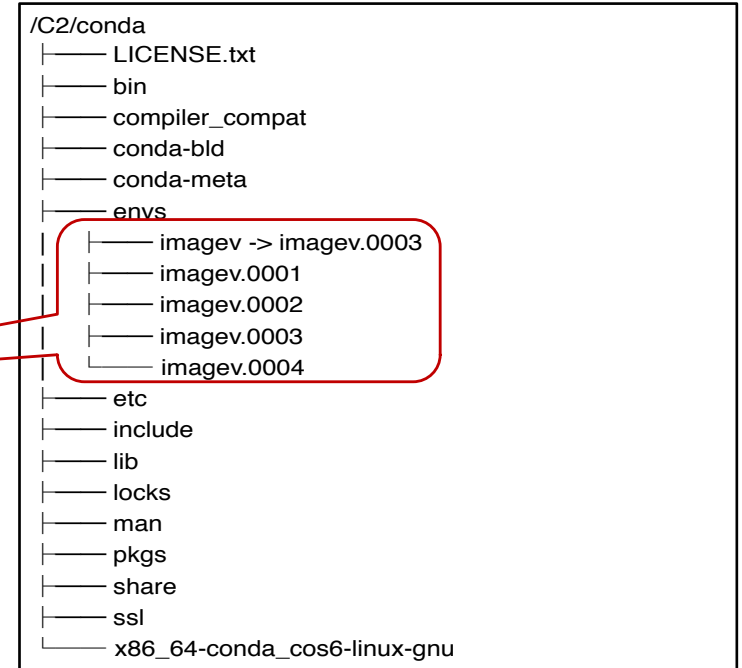 /C2/conda
├── LICENSE.txt
├── bin
├── compiler_compat
├── conda-bld
├── conda-meta
├── envs
│   ├── imagev -> imagev.0003
│   ├── imagev.0001
│   ├── imagev.0002
│   ├── imagev.0003
│   └── imagev.0004
├── etc
├── include
├── lib
├── locks
├── man
├── pkgs
├── share
├── ssl
└── x86_64-conda_cos6-linux-gnu